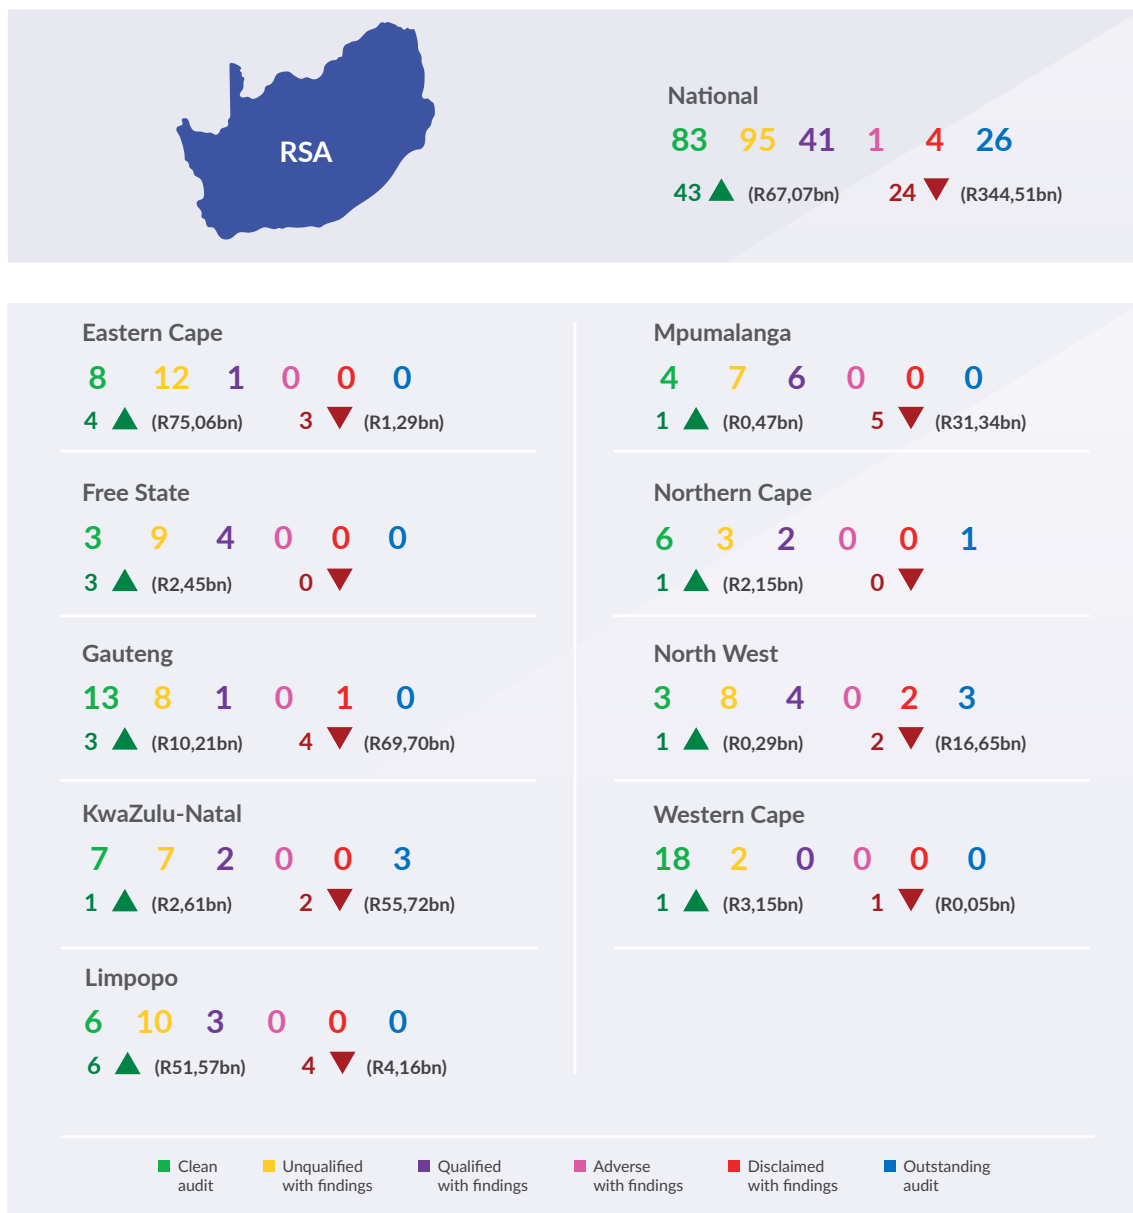 RSA
National
83 95 41 1 4 26
43 (R67,07bn) 24 (R344,51bn)
Eastern Cape
8 12 1 0 0 0
4 (R75,06bn) 3 (R1,29bn)
Free State
3 9 4 0 0 0
3 (R2,45bn) 0
Gauteng
13 8 1 0 1 0
3 (R10,21bn) 4 (R69,70bn)
KwaZulu-Natal
7 7 2 0 0 3
1 (R2,61bn) 2 (R55,72bn)
Limpopo
6 10 3 0 0 0
6 (R51,57bn) 4 (R4,16bn)
Mpumalanga
4 7 6 0 0 0
1 (R0,47bn) 5 (R31,34bn)
Northern Cape
6 3 2 0 0 1
1 (R2,15bn) 0
North West
3 8 4 0 2 3
1 (R0,29bn) 2 (R16,65bn)
Western Cape
18 2 0 0 0 0
1 (R3,15bn) 1 (R0,05bn)
Clean
audit
Unqualified
with findings
Qualified
with findings
Adverse
with findings
Disclaimed
with findings
Outstanding
audit